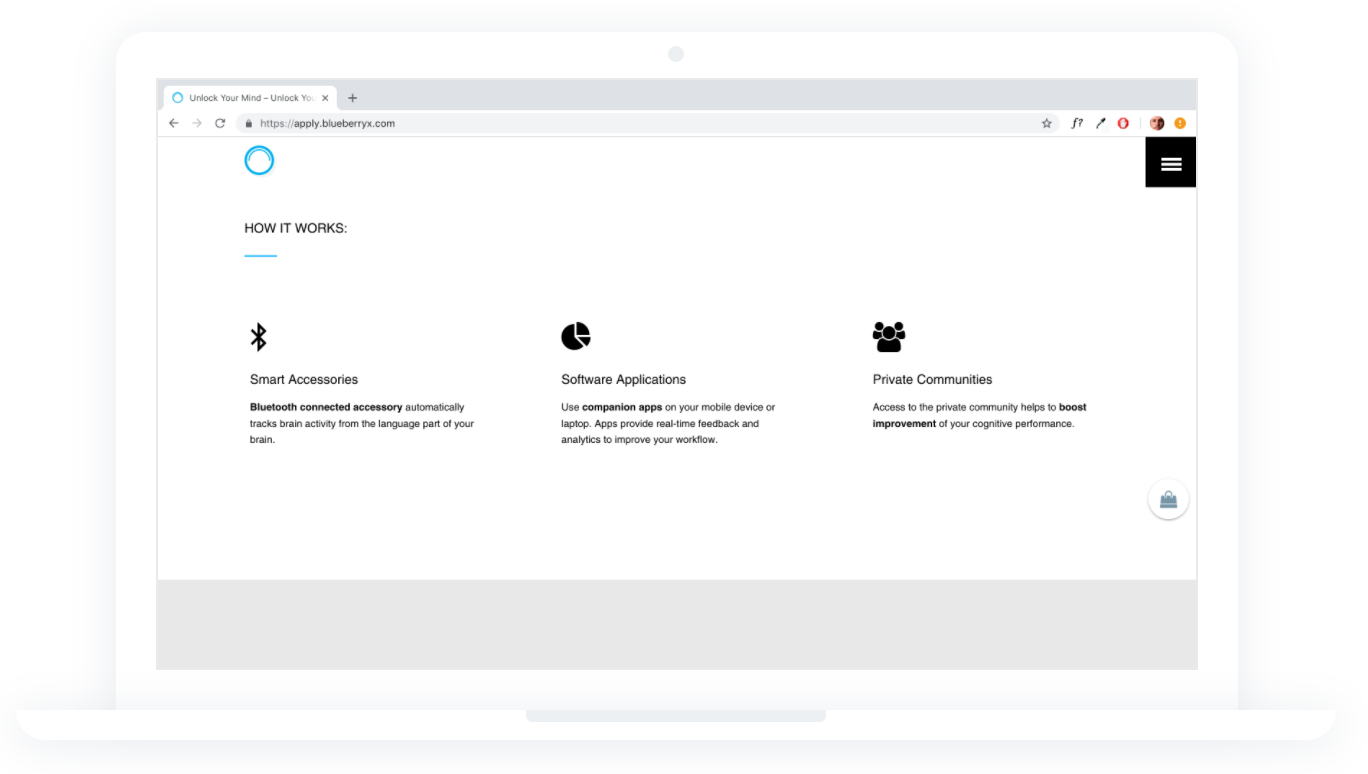 Unlock Your Mind – Unlock You
https://apply.blueberryx.com
f?
HOW IT WORKS:
Smart Accessories
Bluetooth connected accessory automatically
tracks brain activity from the language part of your
brain.
Software Applications
Use companion apps on your mobile device or
laptop. Apps provide real-time feedback and
analytics to improve your workflow.
Private Communities
Access to the private community helps to boost
improvement of your cognitive performance.